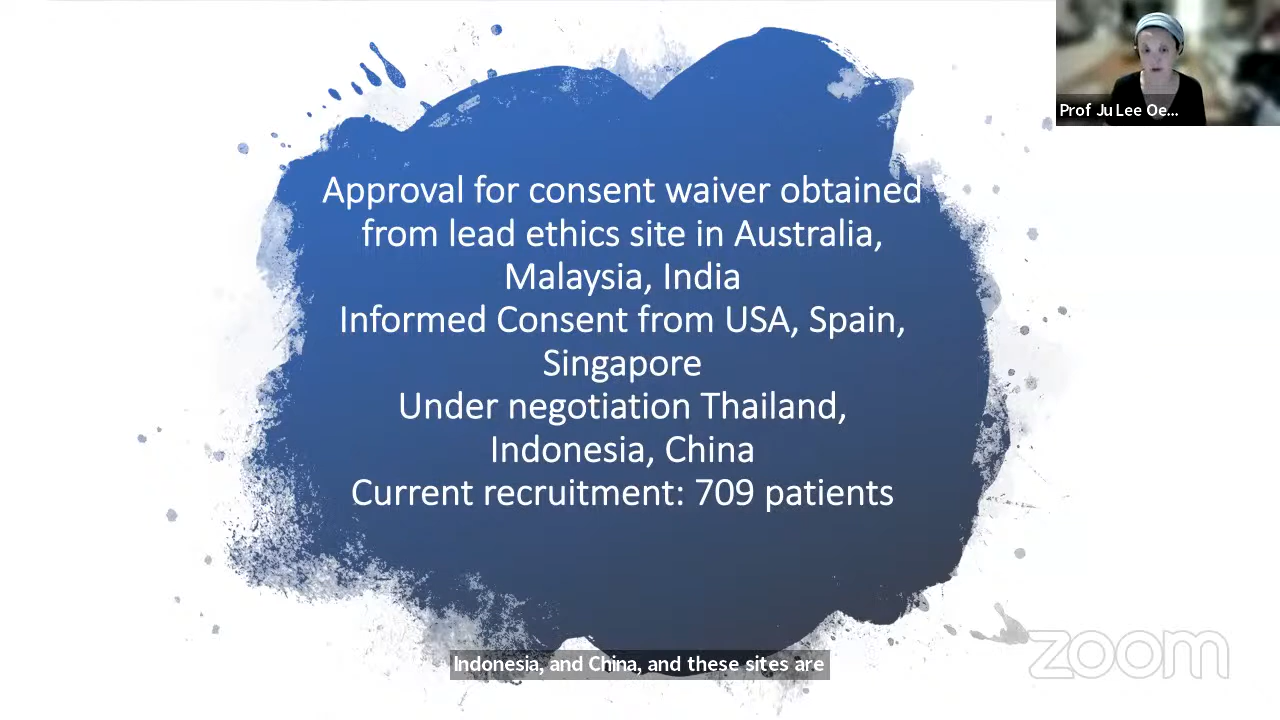 Prof Ju Lee Oe...
Approval for consent waiver obtained
from lead ethics site in Australia,
Malaysia, India
Informed Consent from USA, Spain,
Singapore
Under negotiation Thailand,
Indonesia, China
Current recruitment: 709 patients
Indonesia, and China, and these sites are
zoom